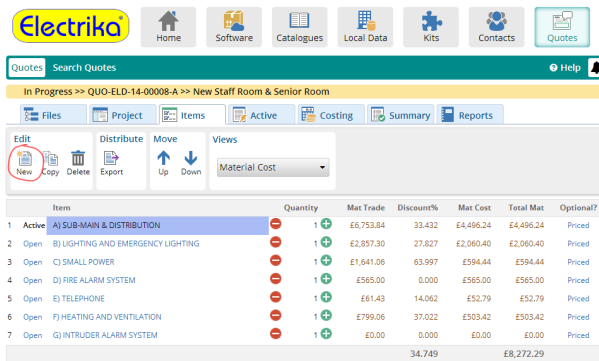 Electrika
Home Software Catalogues Local Data Kits Contacts Quotes
Quotes Search Quotes Help
In Progress >> QUO-ELD-14-00008-A >> New Staff Room & Senior Room
Files Project Items Active Costing Summary Reports
Edit Distribute Move Views
New Copy Delete Export Up Down Material Cost
Item Quantity Mat Trade Discount% Mat Cost Total Mat Optional?
1 Active A) SUB-MAIN & DISTRIBUTION 1 £6,753.84 33.432 £4,496.24 £4,496.24 Priced
2 Open B) LIGHTING AND EMERGENCY LIGHTING 1 £2,857.30 27.827 £2,060.40 £2,060.40 Priced
3 Open C) SMALL POWER 1 £1,641.06 63.997 £594.44 £594.44 Priced
4 Open D) FIRE ALARM SYSTEM 1 £565.00 0.000 £565.00 £565.00 Priced
5 Open E) TELEPHONE 1 £61.43 14.062 £52.79 £52.79 Priced
6 Open F) HEATING AND VENTILATION 1 £799.06 37.022 £503.42 £503.42 Priced
7 Open G) INTRUDER ALARM SYSTEM 1 £0.00 0.000 £0.00 £0.00 Priced
34.749 £8,272.29